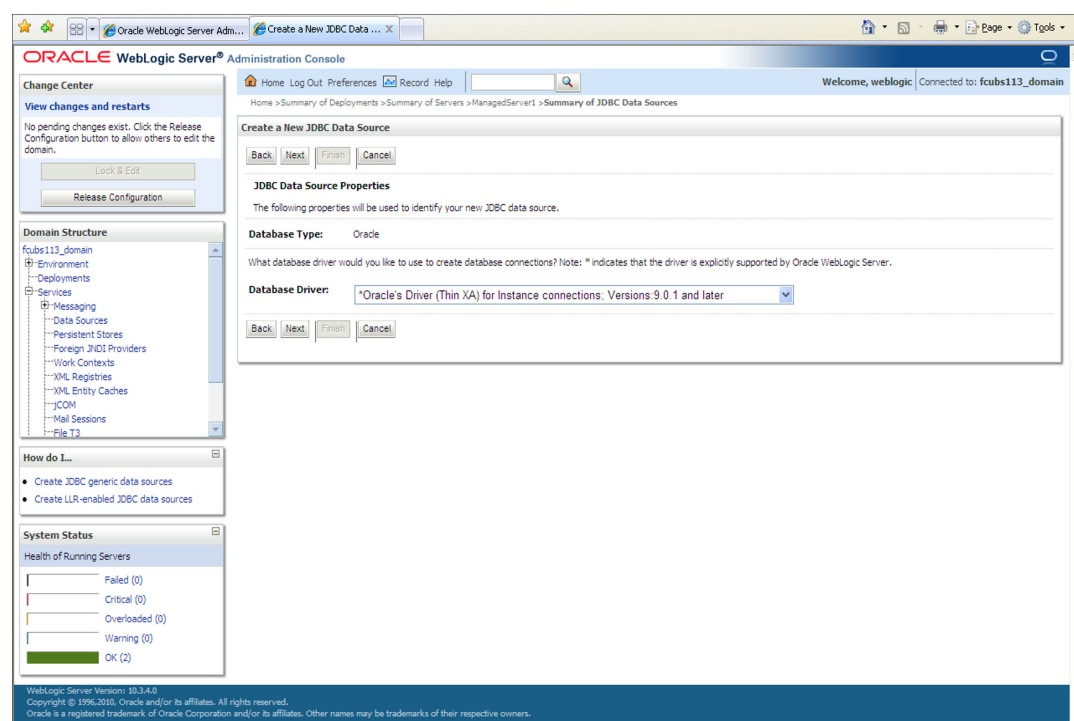 Oracle WebLogic Server Adm...
Create a New JDBC Data ... X
Page
Tools
ORACLE WebLogic Server® Administration Console
Change Center
View changes and restarts
No pending changes exist. Click the Release
Configuration button to allow others to edit the
domain.
Lock & Edit
Release Configuration
Domain Structure
fcubs113_domain
Environment
Deployments
Services
Messaging
Data Sources
Persistent Stores
Foreign JNDI Providers
Work Contexts
XML Registries
XML Entity Caches
jCOM
Mail Sessions
File T3
How do I...
Create JDBC generic data sources
Create LLR-enabled JDBC data sources
System Status
Health of Running Servers
Failed (0)
Critical (0)
Overloaded (0)
Warning (0)
OK (2)
Home Log Out Preferences Record Help
Welcome, weblogic Connected to: fcubs113_domain
Home >Summary of Deployments >Summary of Servers >ManagedServer1 >Summary of JDBC Data Sources
Create a New JDBC Data Source
Back Next Finish Cancel
JDBC Data Source Properties
The following properties will be used to identify your new JDBC data source.
Database Type: Oracle
What database driver would you like to use to create database connections? Note: * indicates that the driver is explicitly supported by Oracle WebLogic Server.
Database Driver: *Oracle's Driver (Thin XA) for Instance connections; Versions:9.0.1 and later
Back Next Finish Cancel
WebLogic Server Version: 10.3.4.0
Copyright © 1996,2010, Oracle and/or its affiliates. All rights reserved.
Oracle is a registered trademark of Oracle Corporation and/or its affiliates. Other names may be trademarks of their respective owners.